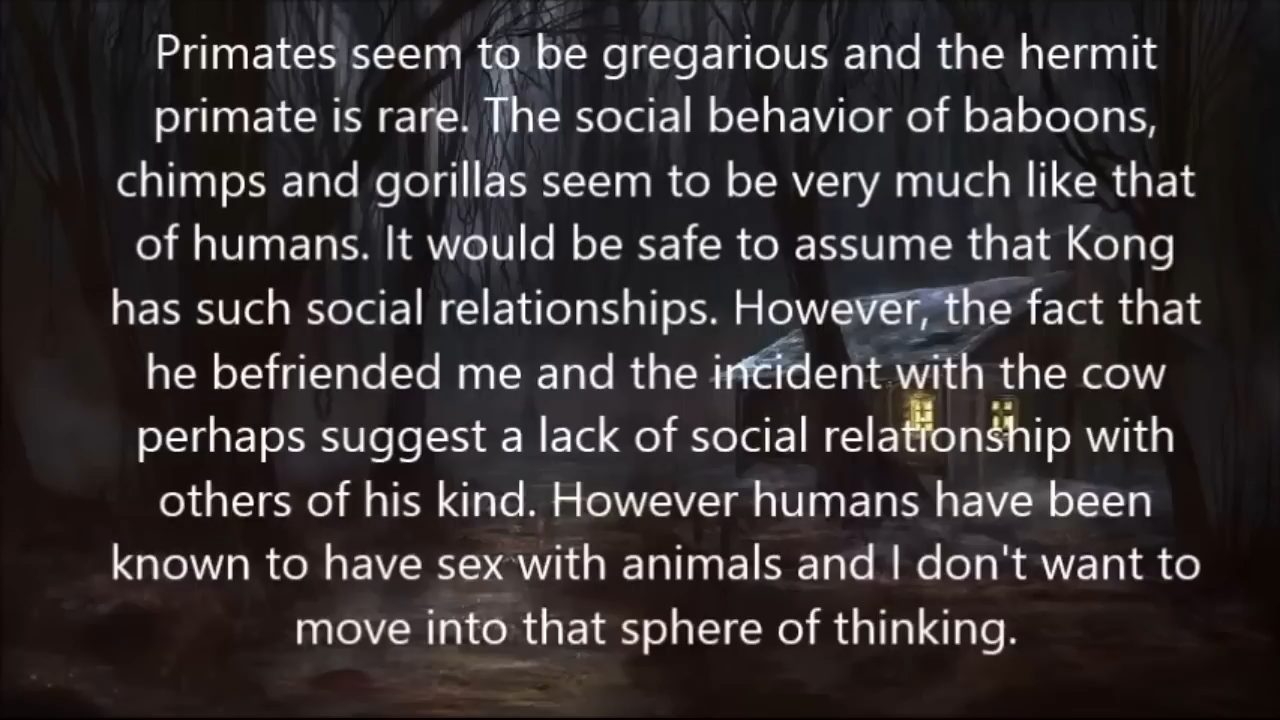 Primates seem to be gregarious and the hermit
primate is rare. The social behavior of baboons,
chimps and gorillas seem to be very much like that
of humans. It would be safe to assume that Kong
has such social relationships. However, the fact that
he befriended me and the incident with the cow
perhaps suggest a lack of social relationship with
others of his kind. However humans have been
known to have sex with animals and I don't want to
move into that sphere of thinking.